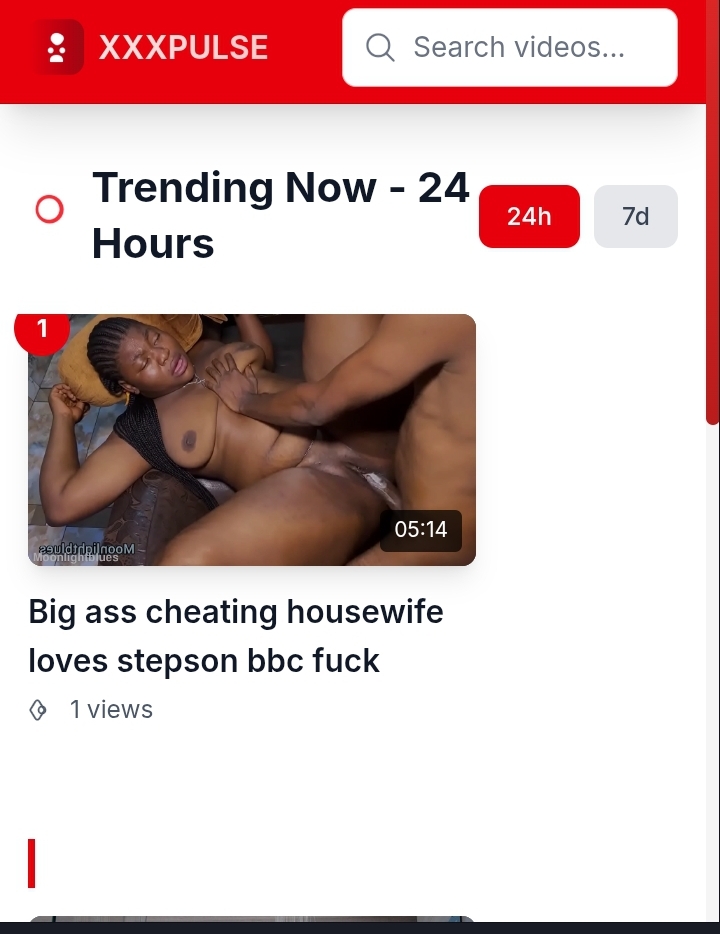 XXXPULSE
Search videos...
Trending Now - 24
Hours
24h
7d
1
05:14
Moonlightblues
Moonlightblues
Big ass cheating housewife
loves stepson bbc fuck
1 views